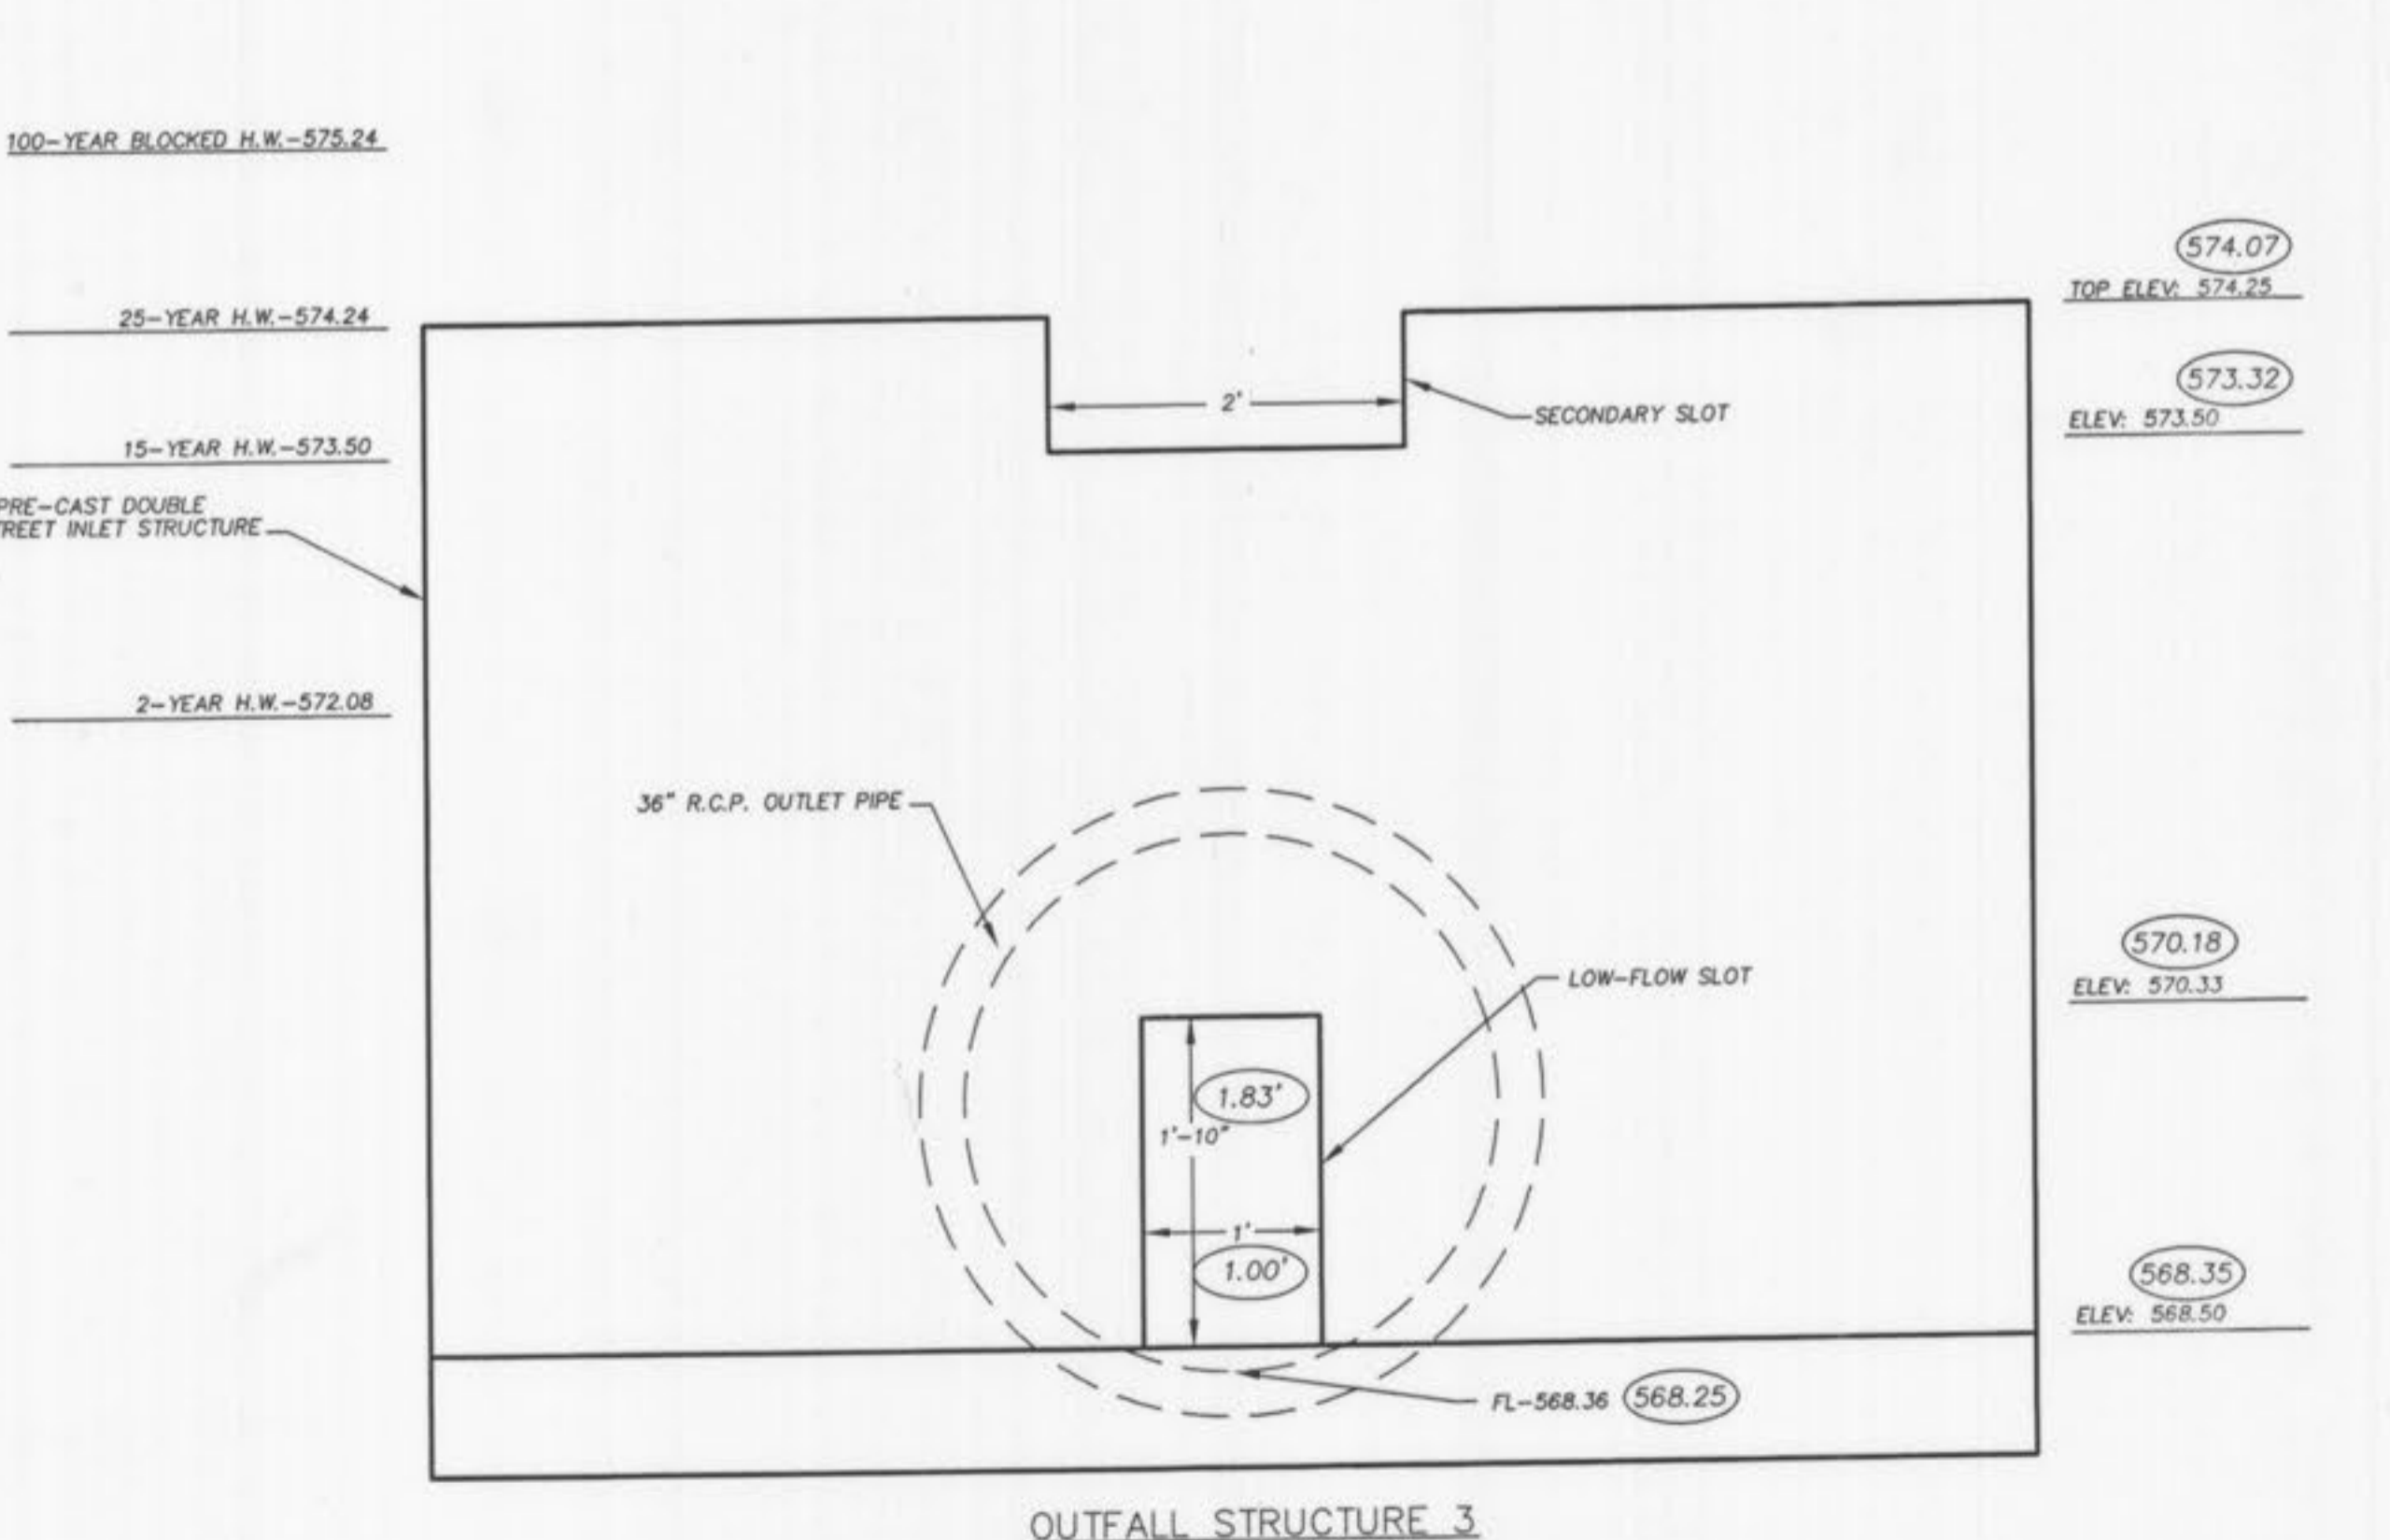 100-YEAR BLOCKED H.W.-575.24
574.07
TOP ELEV: 574.25
25-YEAR H.W.-574.24
573.32
2'
SECONDARY SLOT
ELEV: 573.50
15-YEAR H.W.-573.50
PRE-CAST DOUBLE
INLET STRUCTURE
2-YEAR H.W.-572.08
36" R.C.P. OUTLET PIPE
570.18
LOW-FLOW SLOT
ELEV: 570.33
1.83'
1'-10"
1'
1.00'
568.35
ELEV: 568.50
FL-568.36
568.25
OUTFALL STRUCTURE 3